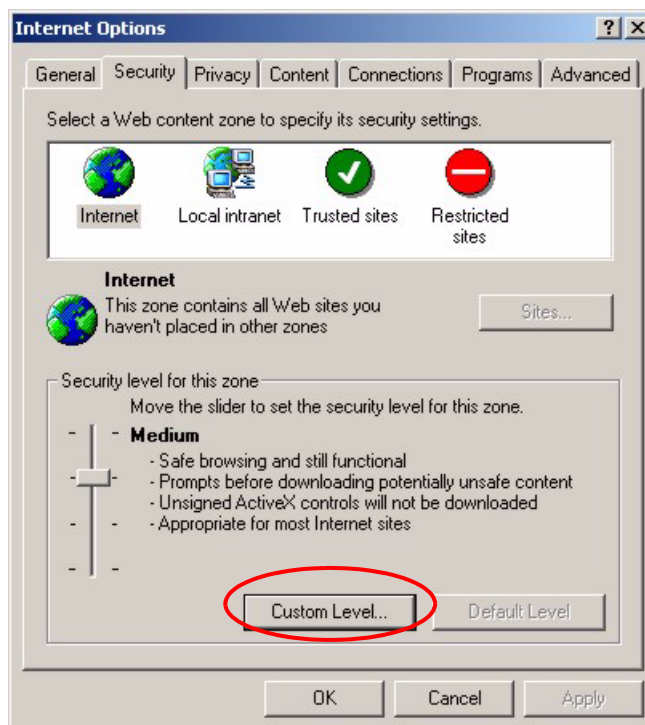 Internet Options
? X
General Security Privacy Content Connections Programs Advanced
Select a Web content zone to specify its security settings.
Internet Local intranet Trusted sites Restricted
sites
Internet
This zone contains all Web sites you
haven't placed in other zones
Sites...
Security level for this zone
Move the slider to set the security level for this zone.
Medium
- Safe browsing and still functional
- Prompts before downloading potentially unsafe content
- Unsigned ActiveX controls will not be downloaded
- Appropriate for most Internet sites
Custom Level... Default Level
OK Cancel Apply